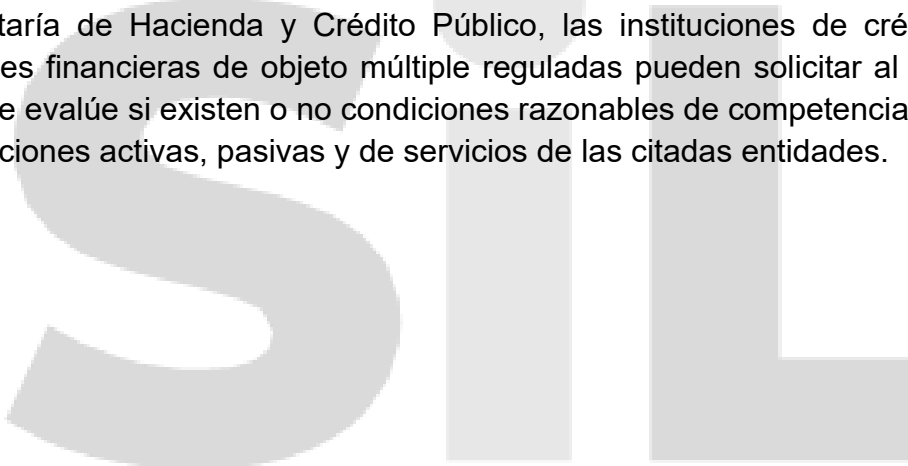 taría de Hacienda y Crédito Público, las instituciones de cré
es financieras de objeto múltiple reguladas pueden solicitar al
e evalúe si existen o no condiciones razonables de competencia
ciones activas, pasivas y de servicios de las citadas entidades.
SiL